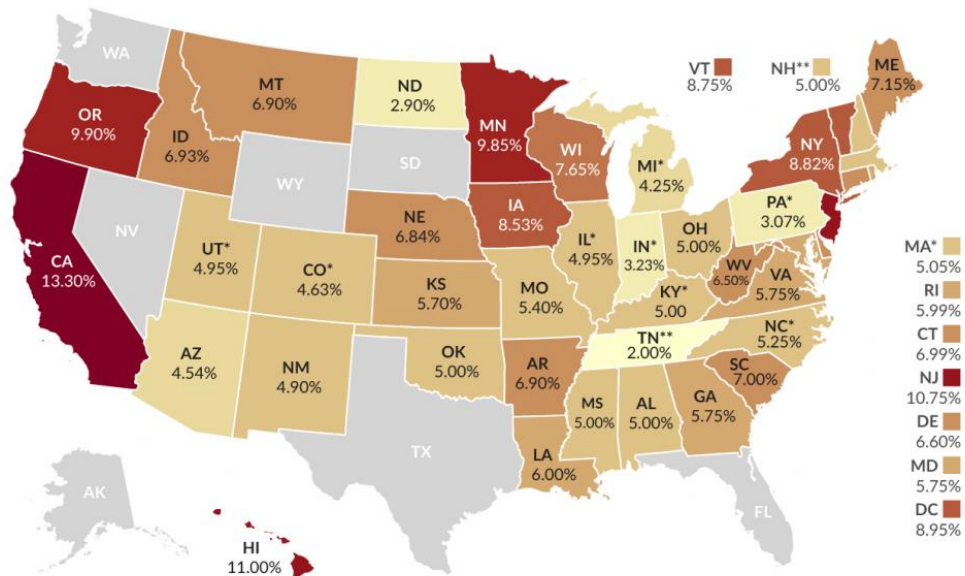 WA
VT
8.75%
NH**
5.00%
ME
7.15%
MT
6.90%
ND
2.90%
MN
9.85%
OR
9.90%
ID
6.93%
WI
7.65%
NY
8.82%
SD
MI*
4.25%
WY
PA*
3.07%
IA
8.53%
NE
6.84%
NV
OH
5.00%
IL*
4.95%
IN*
3.23%
UT*
4.95%
CA
13.30%
CO*
4.63%
WV
6.50%
VA
5.75%
KS
5.70%
MO
5.40%
KY*
5.00
NC*
5.25%
TN**
2.00%
AZ
4.54%
NM
4.90%
OK
5.00%
AR
6.90%
SC
7.00%
MS
5.00%
AL
5.00%
GA
5.75%
TX
LA
6.00%
FL
AK
HI
11.00%
MA*
5.05%
RI
5.99%
CT
6.99%
NJ
10.75%
DE
6.60%
MD
5.75%
DC
8.95%